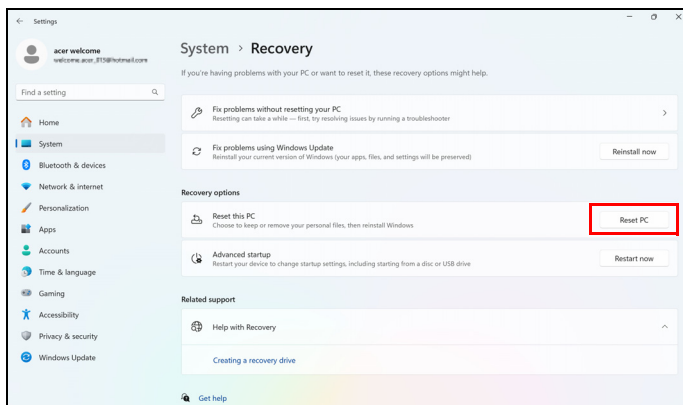 Settings
acer welcome
System > Recovery
If you're having problems with your PC or want to reset it, these recovery options might help.
Find a setting
Home
System
Bluetooth & devices
Network & internet
Personalization
Apps
Accounts
Time & language
Gaming
Accessibility
Privacy & security
Windows Update
Fix problems without resetting your PC
Resetting can take a while — first, try resolving issues by running a troubleshooter
Fix problems using Windows Update
Reinstall your current version of Windows (your apps, files, and settings will be preserved)
Reinstall now
Recovery options
Reset this PC
Choose to keep or remove your personal files, then reinstall Windows
Reset PC
Advanced startup
Restart your device to change startup settings, including starting from a disc or USB drive
Restart now
Related support
Help with Recovery
Creating a recovery drive
Get help